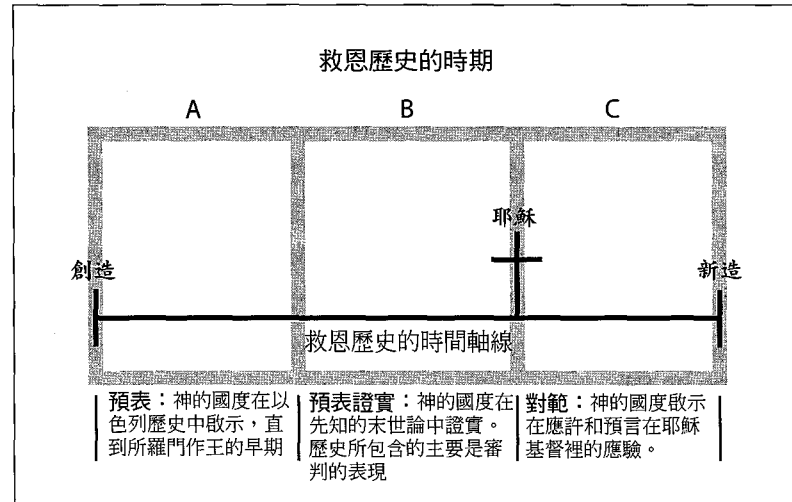 救恩歷史的時期
A B C
耶穌
創造 新造
救恩歷史的時間軸線
預表：神的國度在以
色列歷史中啟示，直
到所羅門作王的早期
預表證實：神的國度在
先知的末世論中證實。
歷史所包含的主要是審
判的表現
對範：神的國度啟示
在應許和預言在耶穌
基督裡的應驗。